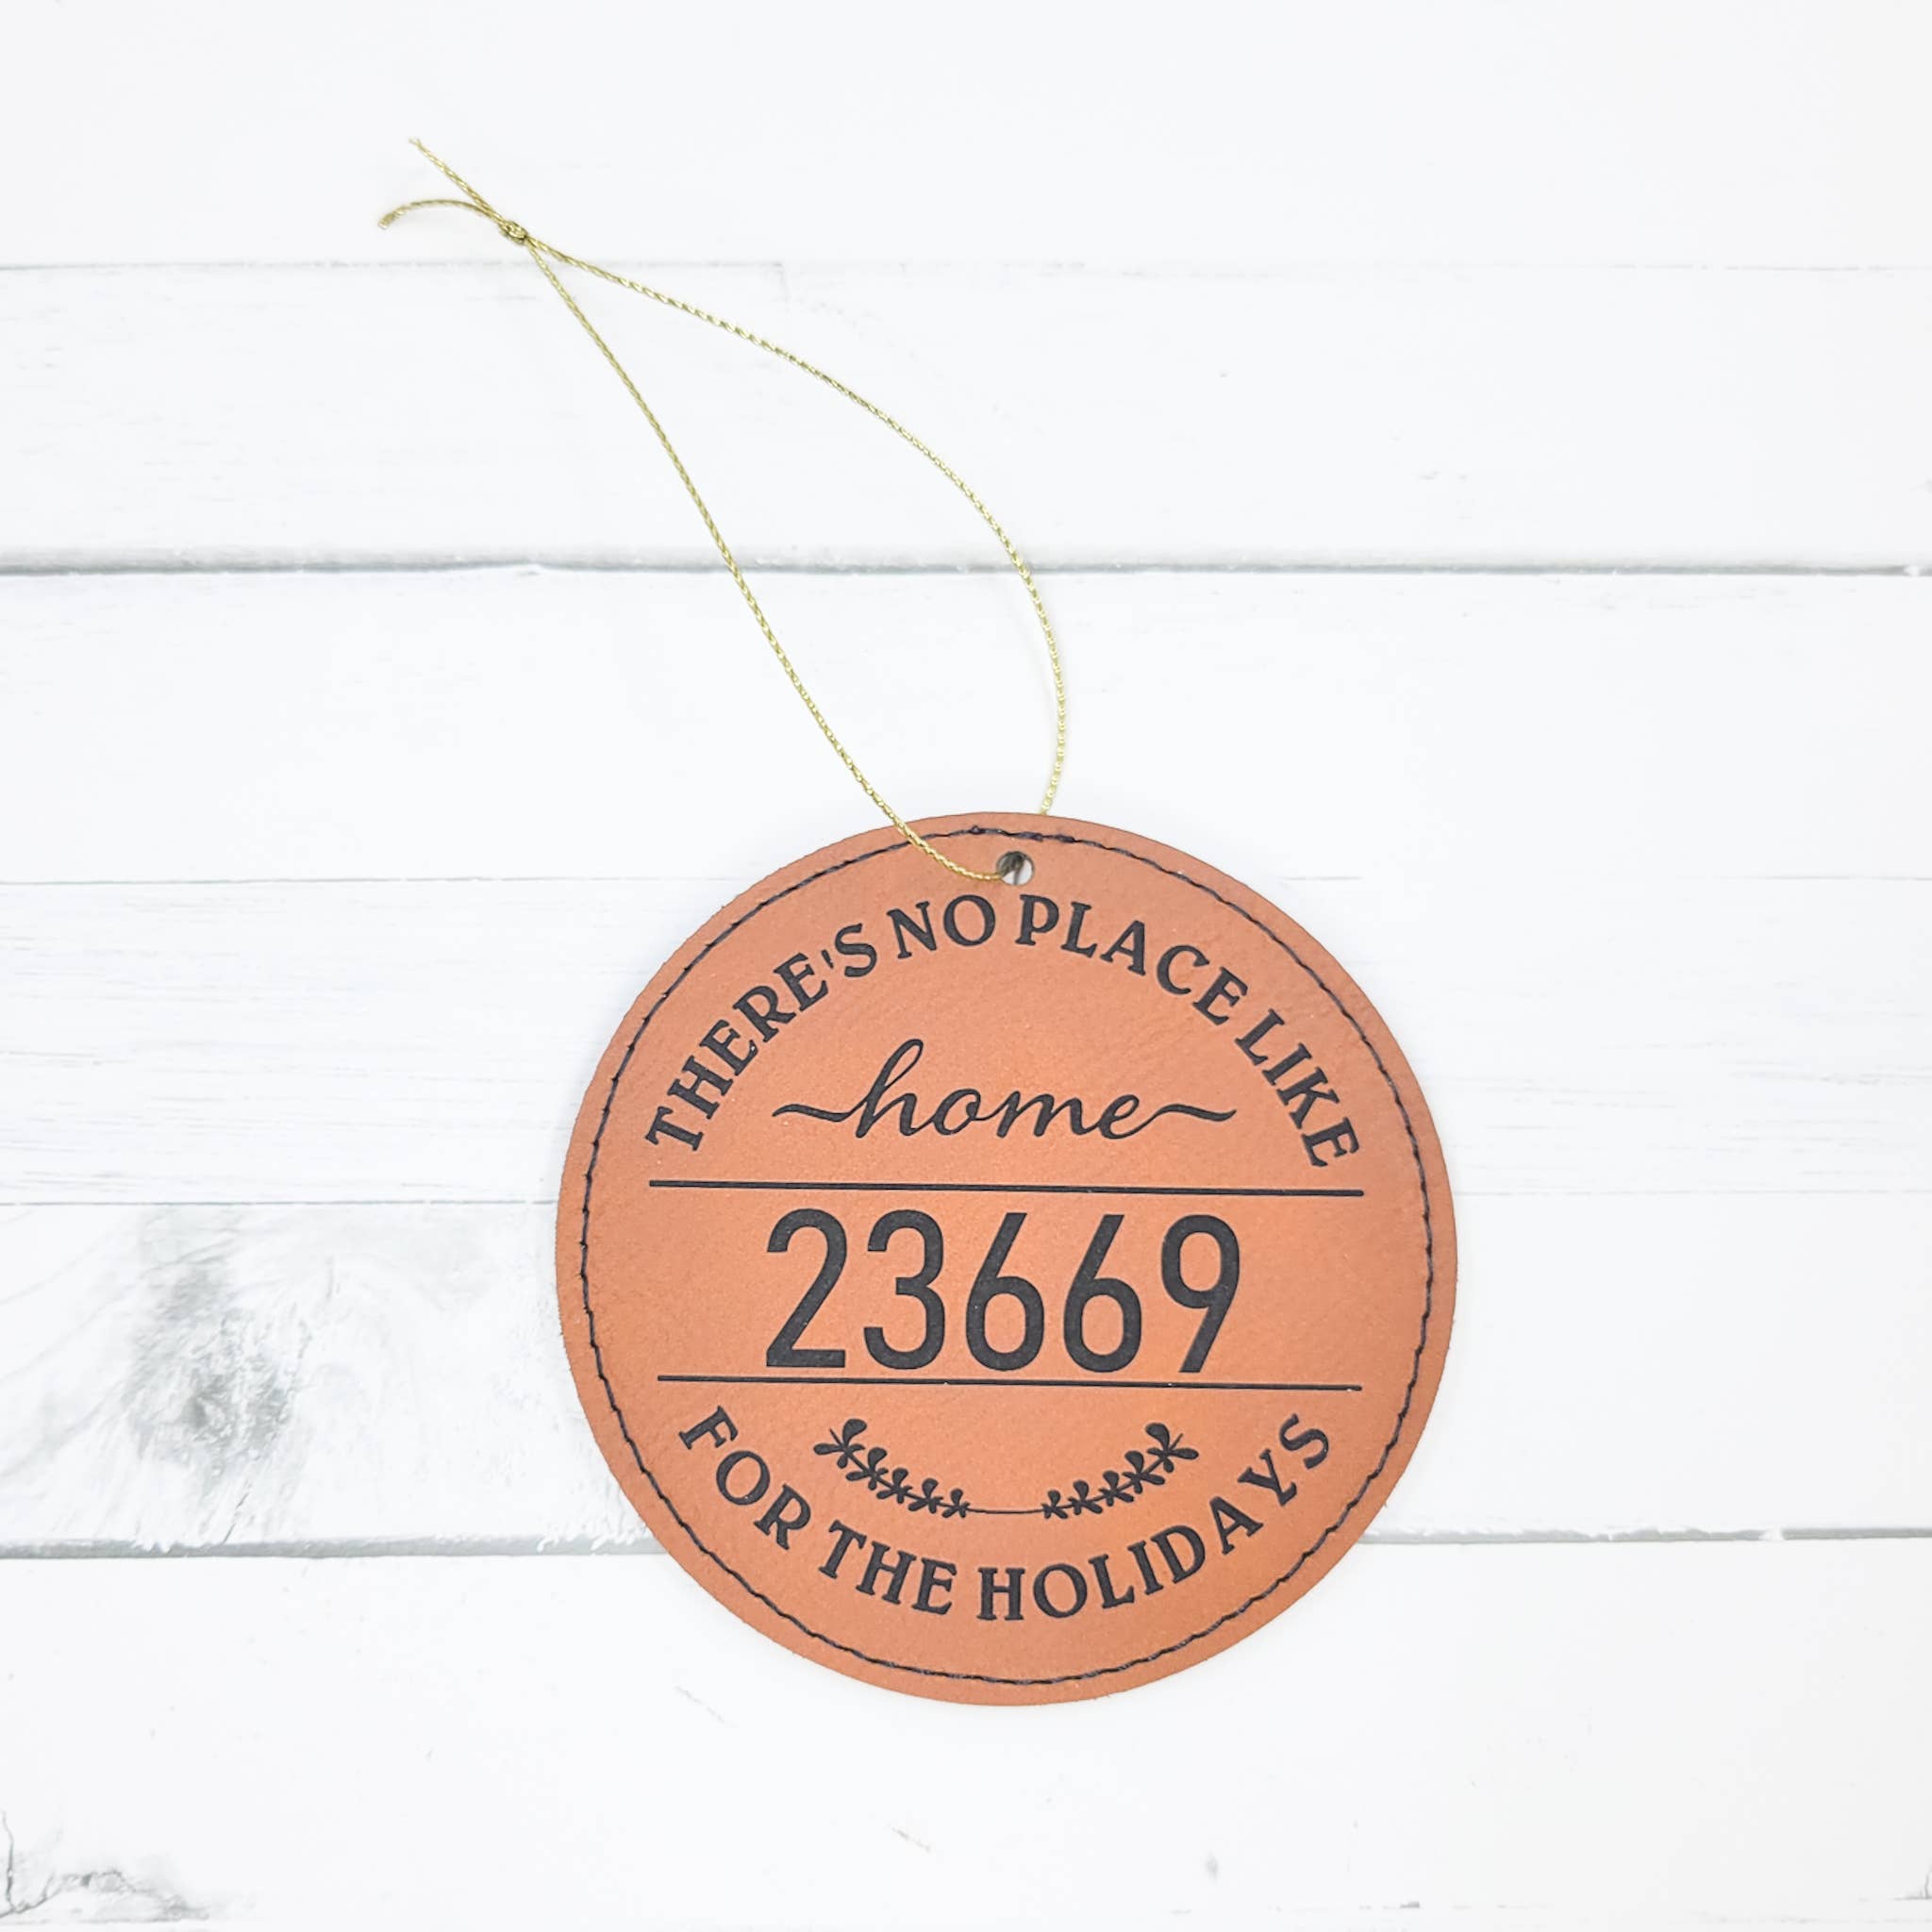 THERE'S NO PLACE LIKE
home
23669
FOR THE HOLIDAYS